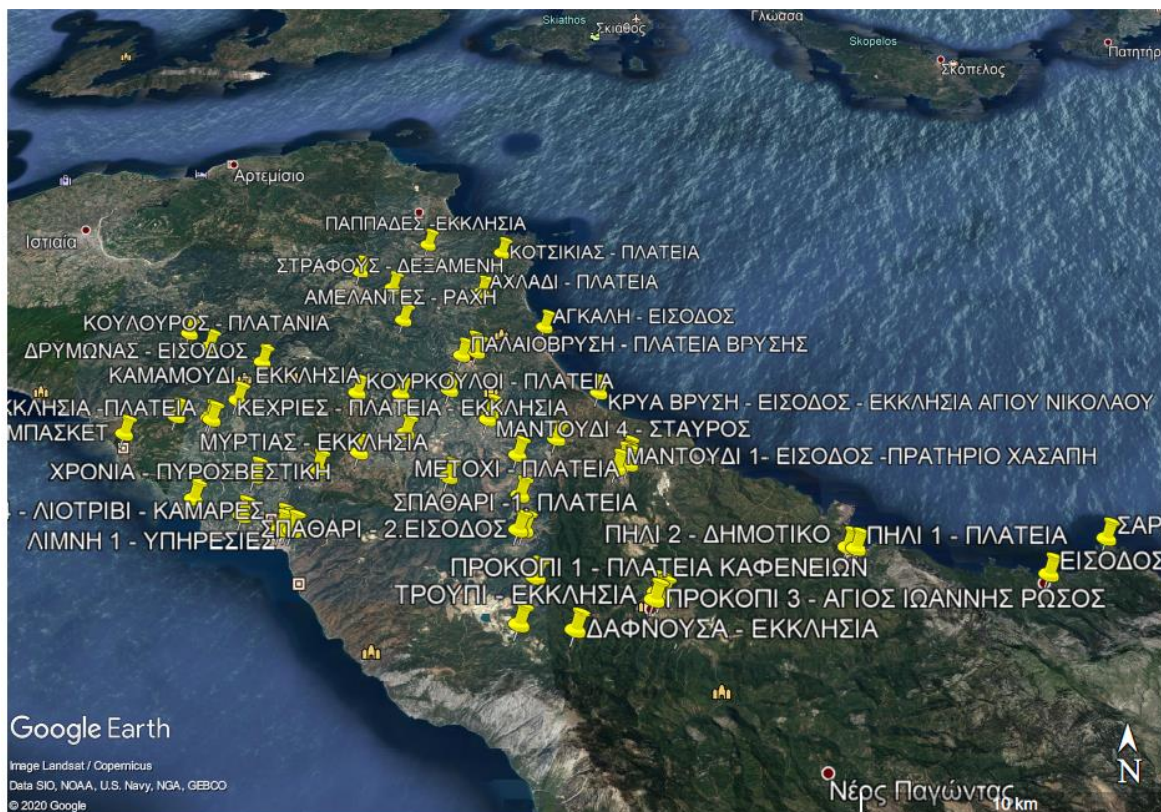 Γλώσσα
Skiathos
Σκιάθος
Skopelos
Σκόπελος
Πατητήρ
Αρτεμίσιο
Ιστιαία
ΠΑΠΠΑΔΕΣ -ΕΚΚΛΗΣΙΑ
ΚΟΤΣΙΚΙΑΣ - ΠΛΑΤΕΙΑ
ΣΤΡΑΦΟΥΣ - ΔΕΞΑΜΕΝΗ
ΑΧΛΑΔΙ - ΠΛΑΤΕΙΑ
ΑΜΕΛΑΝΤΕΣ - ΡΑΧΗ
ΑΓΚΑΛΗ - ΕΙΣΟΔΟΣ
ΚΟΥΛΟΥΡΟΣ - ΠΛΑΤΑΝΙΑ
ΠΑΛΑΙΟΒΡΥΣΗ - ΠΛΑΤΕΙΑ ΒΡΥΣΗΣ
ΔΡΥΜΩΝΑΣ - ΕΙΣΟΔΟΣ
ΚΑΜΑΜΟΥΔΙ - ΕΚΚΛΗΣΙΑ
ΚΟΥΡΚΟΥΛΟΙ - ΠΛΑΤΕΙΑ
ΚΡΥΑ ΒΡΥΣΗ - ΕΙΣΟΔΟΣ - ΕΚΚΛΗΣΙΑ ΑΓΙΟΥ ΝΙΚΟΛΑΟΥ
ΚΚΛΗΣΙΑ -ΠΛΑΤΕΙΑ
ΚΕΧΡΙΕΣ - ΠΛΑΤΕΙΑ - ΕΚΚΛΗΣΙΑ
ΜΠΑΣΚΕΤ
ΜΑΝΤΟΥΔΙ 4 - ΣΤΑΥΡΟΣ
ΜΥΡΤΙΑΣ - ΕΚΚΛΗΣΙΑ
ΜΑΝΤΟΥΔΙ 1- ΕΙΣΟΔΟΣ -ΠΡΑΤΗΡΙΟ ΧΑΣΑΠΗ
ΧΡΟΝΙΑ - ΠΥΡΟΣΒΕΣΤΙΚΗ
ΜΕΤΟΧΙ - ΠΛΑΤΕΙΑ
ΣΠΑΘΑΡΙ - 1. ΠΛΑΤΕΙΑ
- ΛΙΟΤΡΙΒΙ - ΚΑΜΑΡΕΣ
ΣΠΑΘΑΡΙ - 2.ΕΙΣΟΔΟΣ
ΛΙΜΝΗ 1 - ΥΠΗΡΕΣΙΕΣ
ΠΗΛΙ 2 - ΔΗΜΟΤΙΚΟ
ΠΗΛΙ 1 - ΠΛΑΤΕΙΑ
ΣΑΡ
ΕΙΣΟΔΟΣ
ΠΡΟΚΟΠΙ 1 - ΠΛΑΤΕΙΑ ΚΑΦΕΝΕΙΩΝ
ΤΡΟΥΠΙ - ΕΚΚΛΗΣΙΑ
ΠΡΟΚΟΠΙ 3 - ΑΓΙΟΣ ΙΩΑΝΝΗΣ ΡΩΣΟΣ
ΔΑΦΝΟΥΣΑ - ΕΚΚΛΗΣΙΑ
Google Earth
Image Landsat / Copernicus
Data SIO, NOAA, U.S. Navy, NGA, GEBCO
© 2020 Google
Νέρς Παγώντας
10 km
N